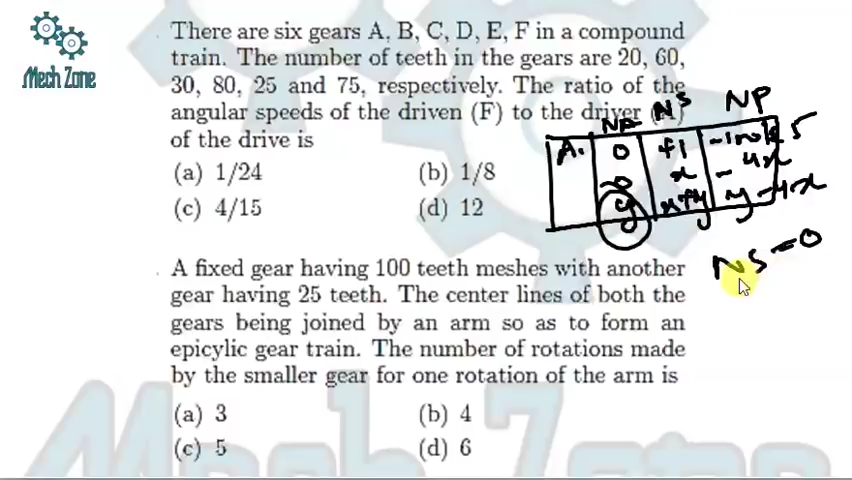 Mech Zone
There are six gears A, B, C, D, E, F in a compound
train. The number of teeth in the gears are 20, 60,
30, 80, 25 and 75, respectively. The ratio of the
angular speeds of the driven (F) to the driver
of the drive is
(a) 1/24
(b) 1/8
(c) 4/15
(d) 12
NA NS NP
A. 0 +1
0 x -4x
y x+y y-4x
NS=0
A fixed gear having 100 teeth meshes with another
gear having 25 teeth. The center lines of both the
gears being joined by an arm so as to form an
epicylic gear train. The number of rotations made
by the smaller gear for one rotation of the arm is
(a) 3
(b) 4
(c) 5
(d) 6